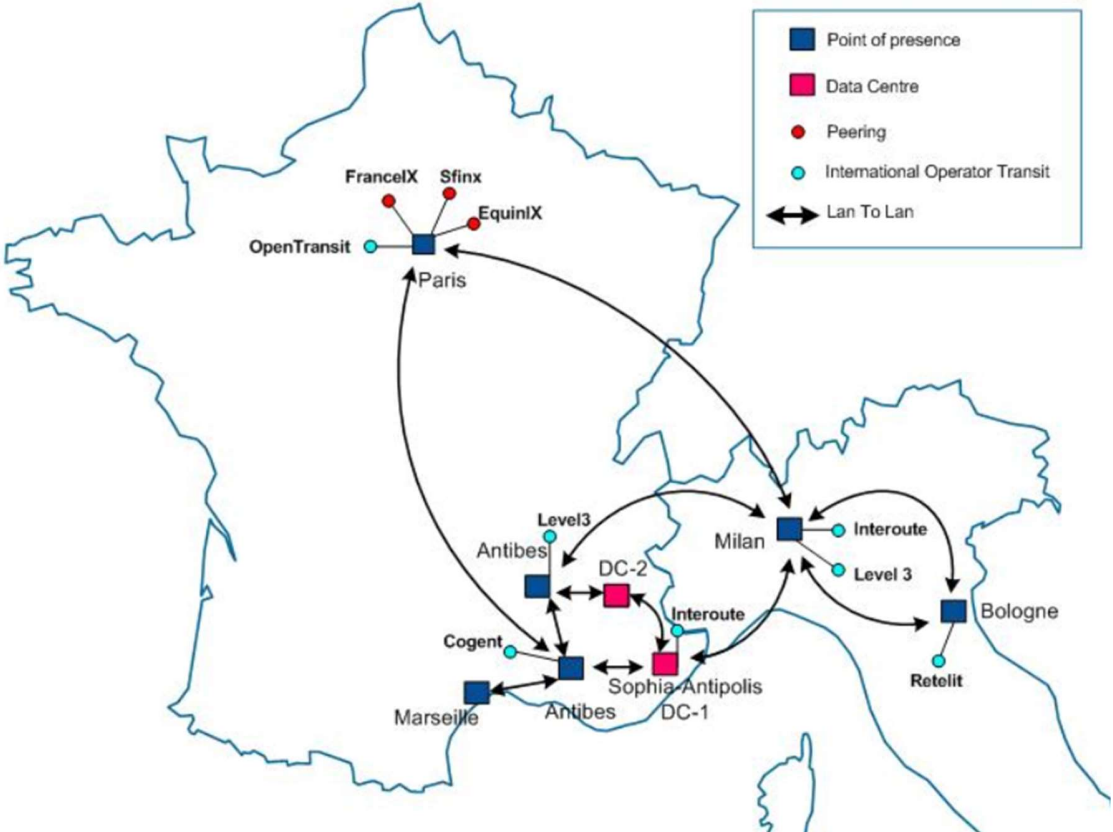 Point of presence
Data Centre
Peering
International Operator Transit
Lan To Lan
FranceIX
Sfinx
EquinIX
OpenTransit
Paris
Level3
Antibes
DC-2
Milan
Interoute
Level 3
Bologne
Retelit
Interoute
Cogent
Sophia-Antipolis
DC-1
Antibes
Marseille